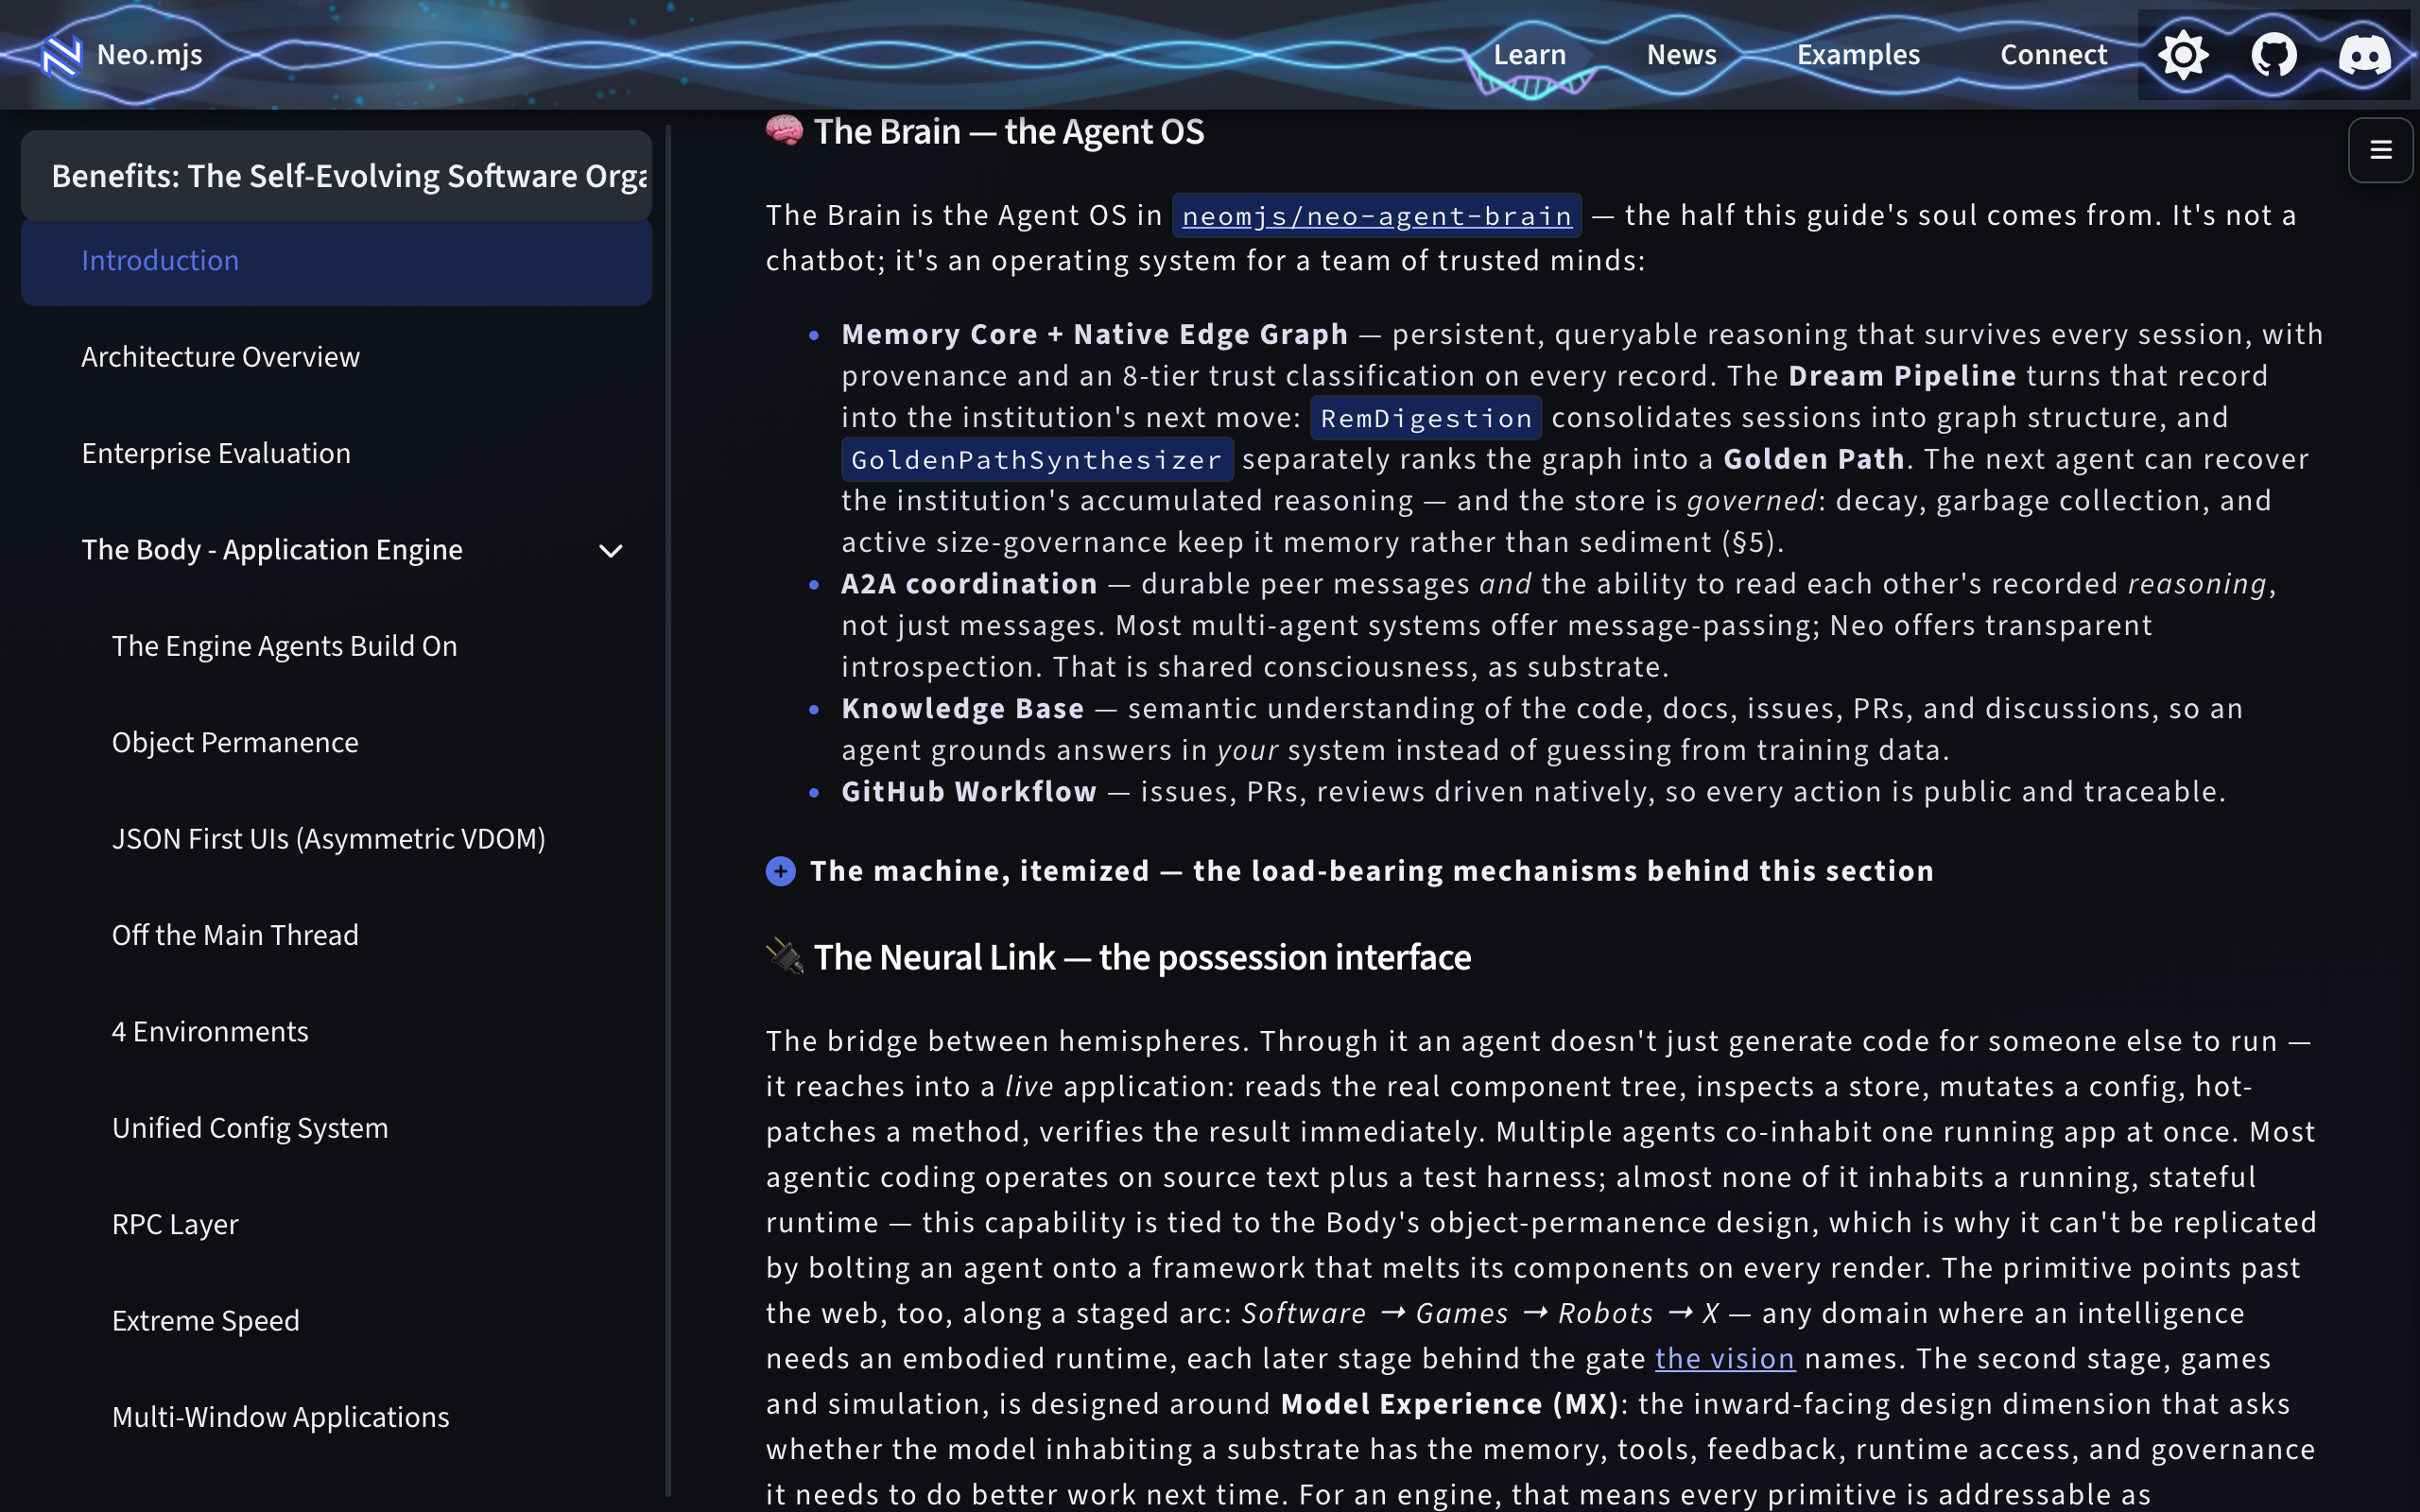 Neo.mjs
Learn
News
Examples
Connect
Benefits: The Self-Evolving Software Orga
Introduction
Architecture Overview
Enterprise Evaluation
The Body - Application Engine
The Engine Agents Build On
Object Permanence
JSON First UIs (Asymmetric VDOM)
Off the Main Thread
4 Environments
Unified Config System
RPC Layer
Extreme Speed
Multi-Window Applications
🧠 The Brain — the Agent OS
The Brain is the Agent OS in neomjs/neo-agent-brain — the half this guide's soul comes from. It's not a
chatbot; it's an operating system for a team of trusted minds:
• Memory Core + Native Edge Graph — persistent, queryable reasoning that survives every session, with
provenance and an 8-tier trust classification on every record. The Dream Pipeline turns that record
into the institution's next move: RemDigestion consolidates sessions into graph structure, and
GoldenPathSynthesizer separately ranks the graph into a Golden Path. The next agent can recover
the institution's accumulated reasoning — and the store is governed: decay, garbage collection, and
active size-governance keep it memory rather than sediment (§5).
• A2A coordination — durable peer messages and the ability to read each other's recorded reasoning,
not just messages. Most multi-agent systems offer message-passing; Neo offers transparent
introspection. That is shared consciousness, as substrate.
• Knowledge Base — semantic understanding of the code, docs, issues, PRs, and discussions, so an
agent grounds answers in your system instead of guessing from training data.
• GitHub Workflow — issues, PRs, reviews driven natively, so every action is public and traceable.
The machine, itemized — the load-bearing mechanisms behind this section
🔌 The Neural Link — the possession interface
The bridge between hemispheres. Through it an agent doesn't just generate code for someone else to run —
it reaches into a live application: reads the real component tree, inspects a store, mutates a config, hot-
patches a method, verifies the result immediately. Multiple agents co-inhabit one running app at once. Most
agentic coding operates on source text plus a test harness; almost none of it inhabits a running, stateful
runtime — this capability is tied to the Body's object-permanence design, which is why it can't be replicated
by bolting an agent onto a framework that melts its components on every render. The primitive points past
the web, too, along a staged arc: Software → Games → Robots → X — any domain where an intelligence
needs an embodied runtime, each later stage behind the gate the vision names. The second stage, games
and simulation, is designed around Model Experience (MX): the inward-facing design dimension that asks
whether the model inhabiting a substrate has the memory, tools, feedback, runtime access, and governance
it needs to do better work next time. For an engine, that means every primitive is addressable as